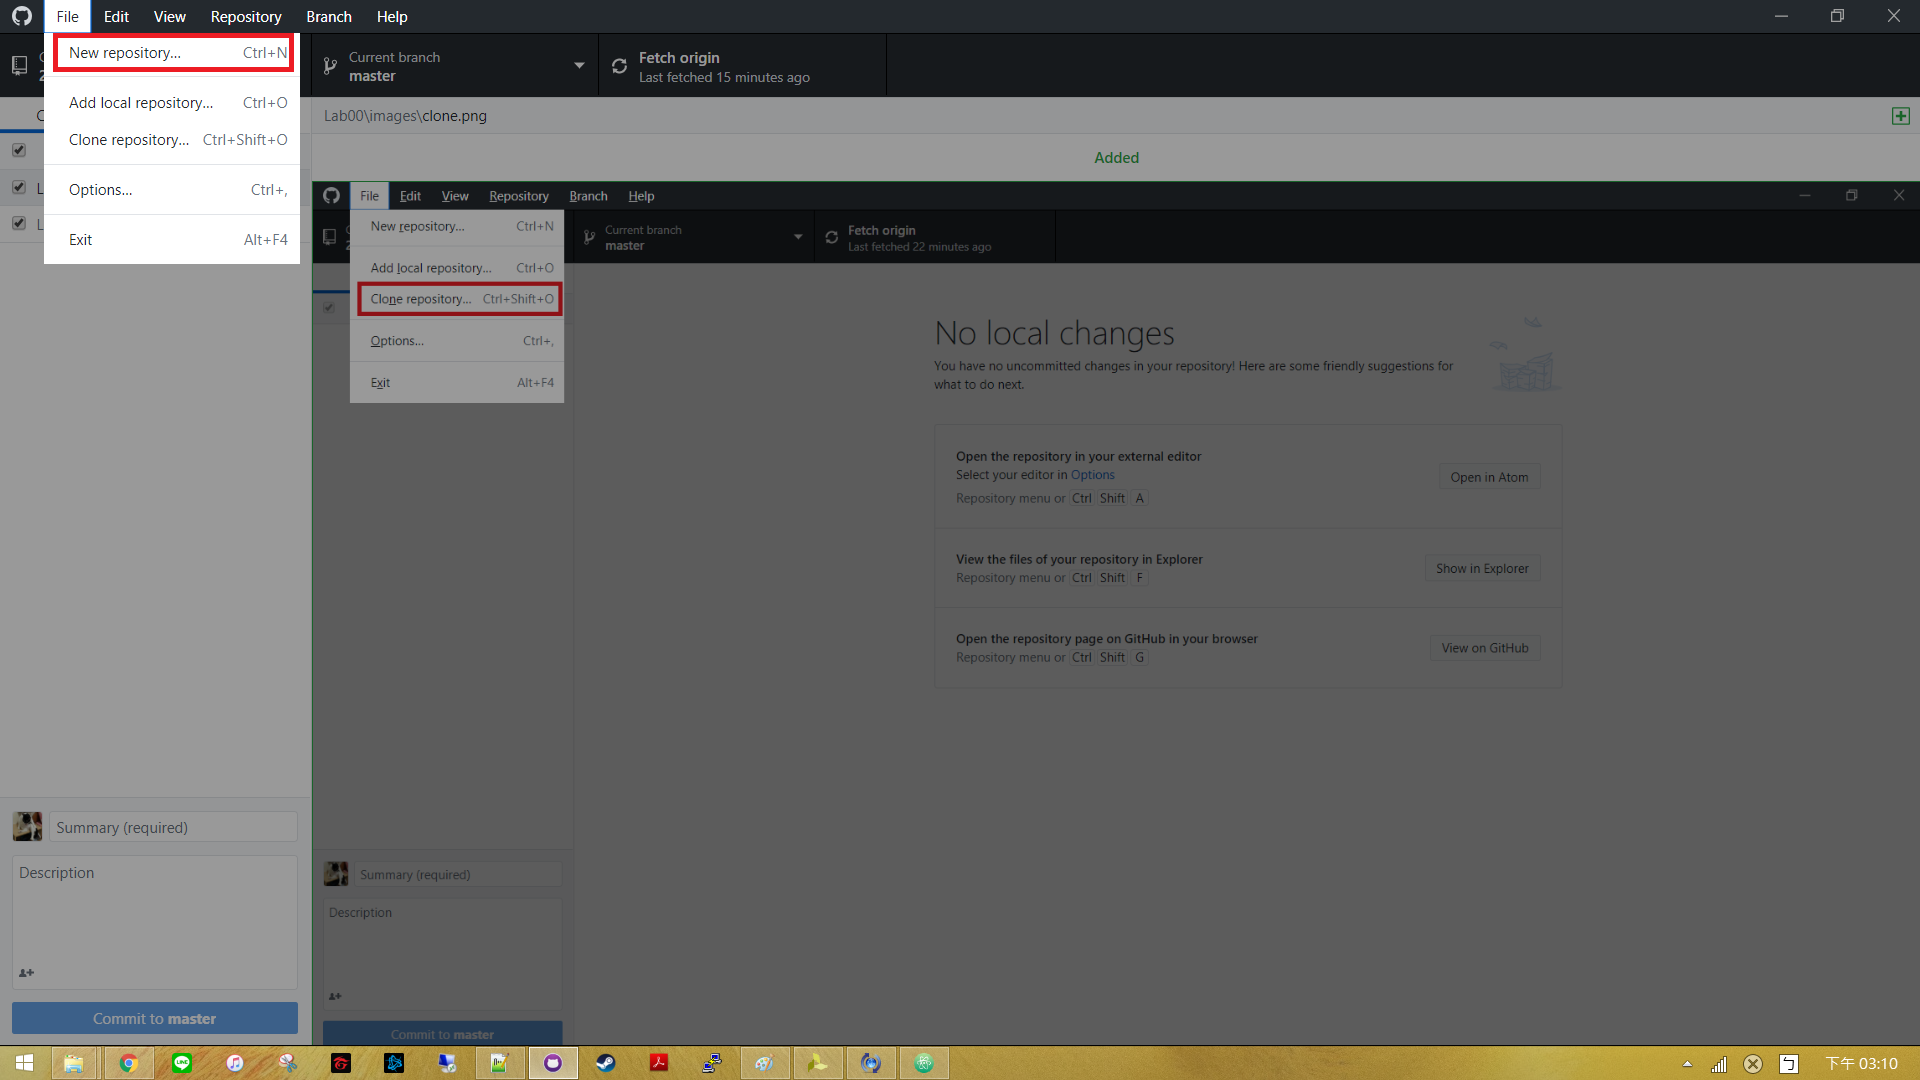 File Edit View Repository Branch Help
New repository... Ctrl+N
Add local repository... Ctrl+O
Clone repository... Ctrl+Shift+O
Options... Ctrl+,
Exit Alt+F4
Current branch
master
Fetch origin
Last fetched 15 minutes ago
Lab00\images\clone.png
Added
File Edit View Repository Branch Help
New repository... Ctrl+N
Add local repository... Ctrl+O
Clone repository... Ctrl+Shift+O
Options... Ctrl+,
Exit Alt+F4
Current branch
master
Fetch origin
Last fetched 22 minutes ago
No local changes
You have no uncommitted changes in your repository! Here are some friendly suggestions for
what to do next.
Open the repository in your external editor
Select your editor in Options
Repository menu or Ctrl Shift A
Open in Atom
View the files of your repository in Explorer
Repository menu or Ctrl Shift F
Show in Explorer
Open the repository page on GitHub in your browser
Repository menu or Ctrl Shift G
View on GitHub
Summary (required)
Description
Commit to master
Summary (required)
Description
Commit to master
下午 03:10